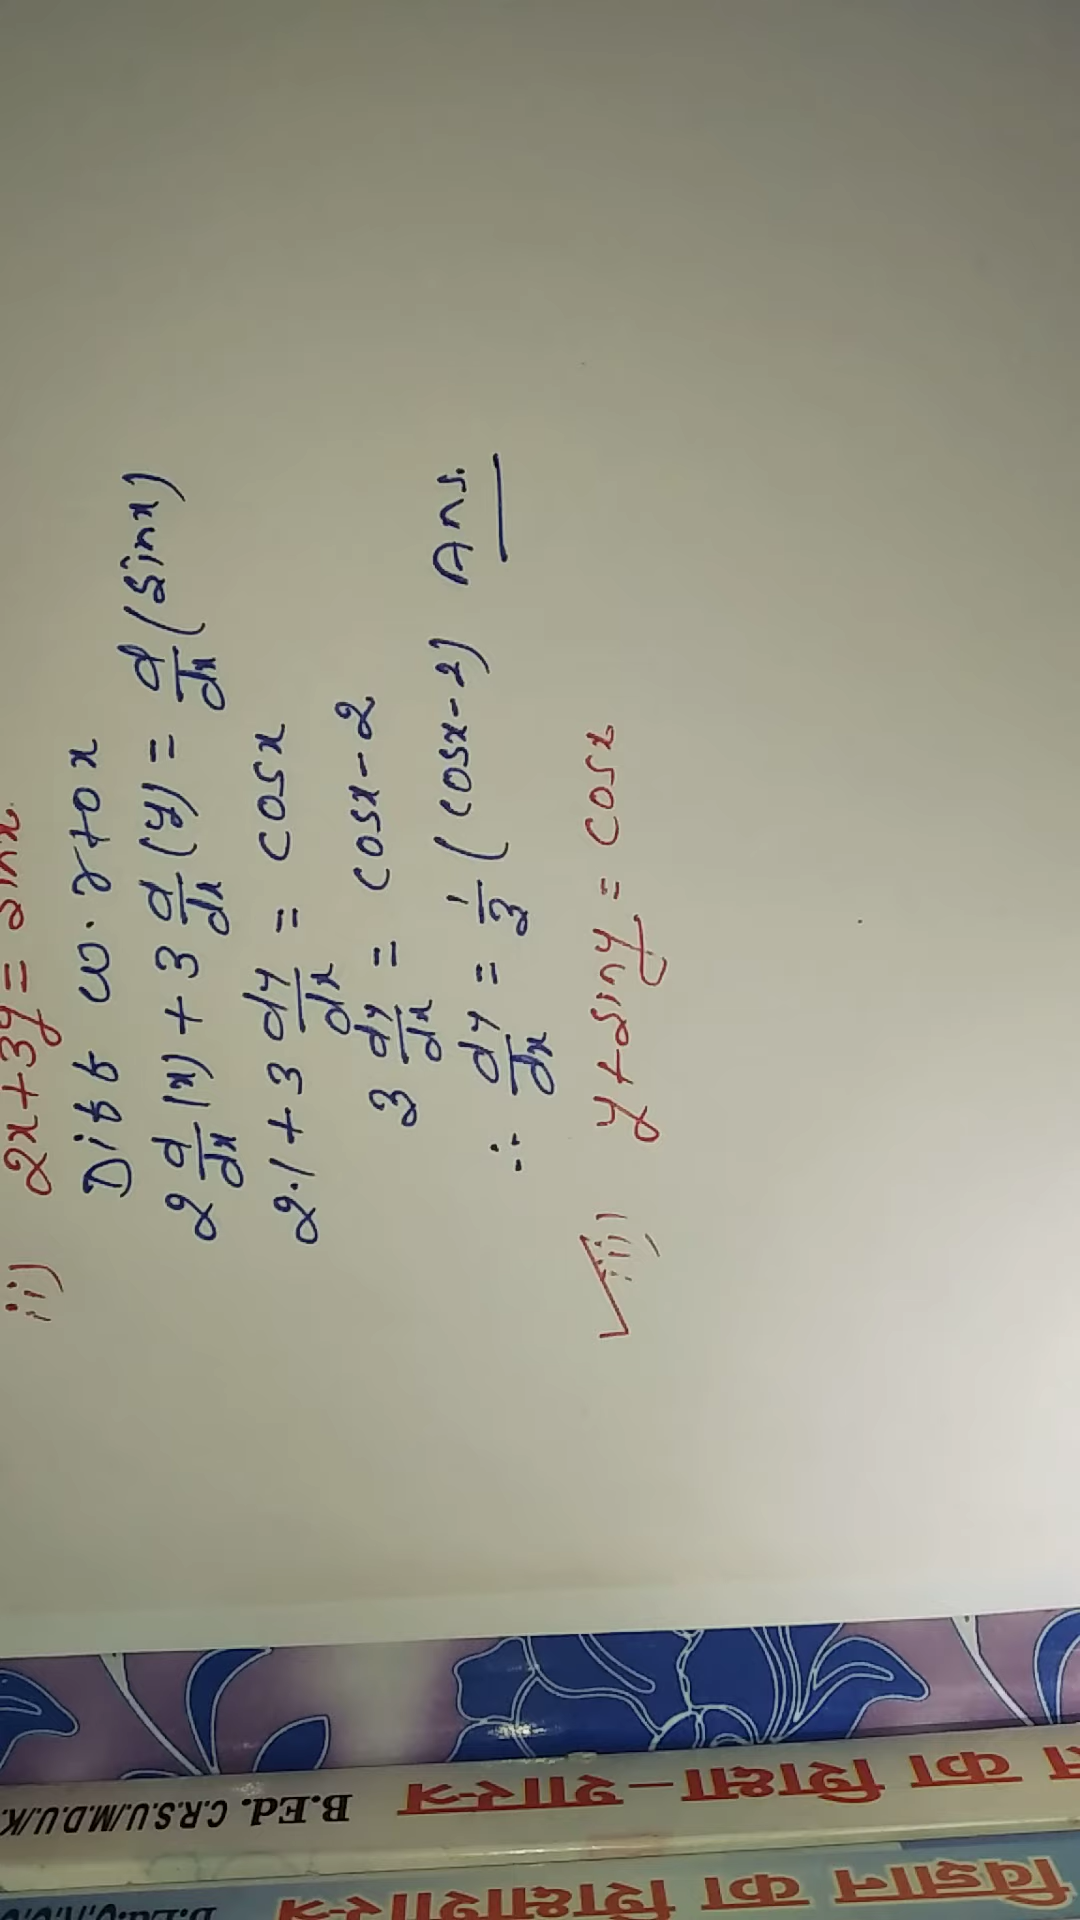 ii) 2x+3y = sinx
Diff w.r to x
2 d/dx (x) + 3 d/dx (y) = d/dx (sinx)
2·1 + 3 dy/dx = cosx
3 dy/dx = cosx-2
∴ dy/dx = 1/3 (cosx-2) Ans.
iii) y+siny = cosx
B.Ed. C.R.S.U./M.D.U./K. का शिक्षा–शास्त्र
विज्ञान का शिक्षाशास्त्र